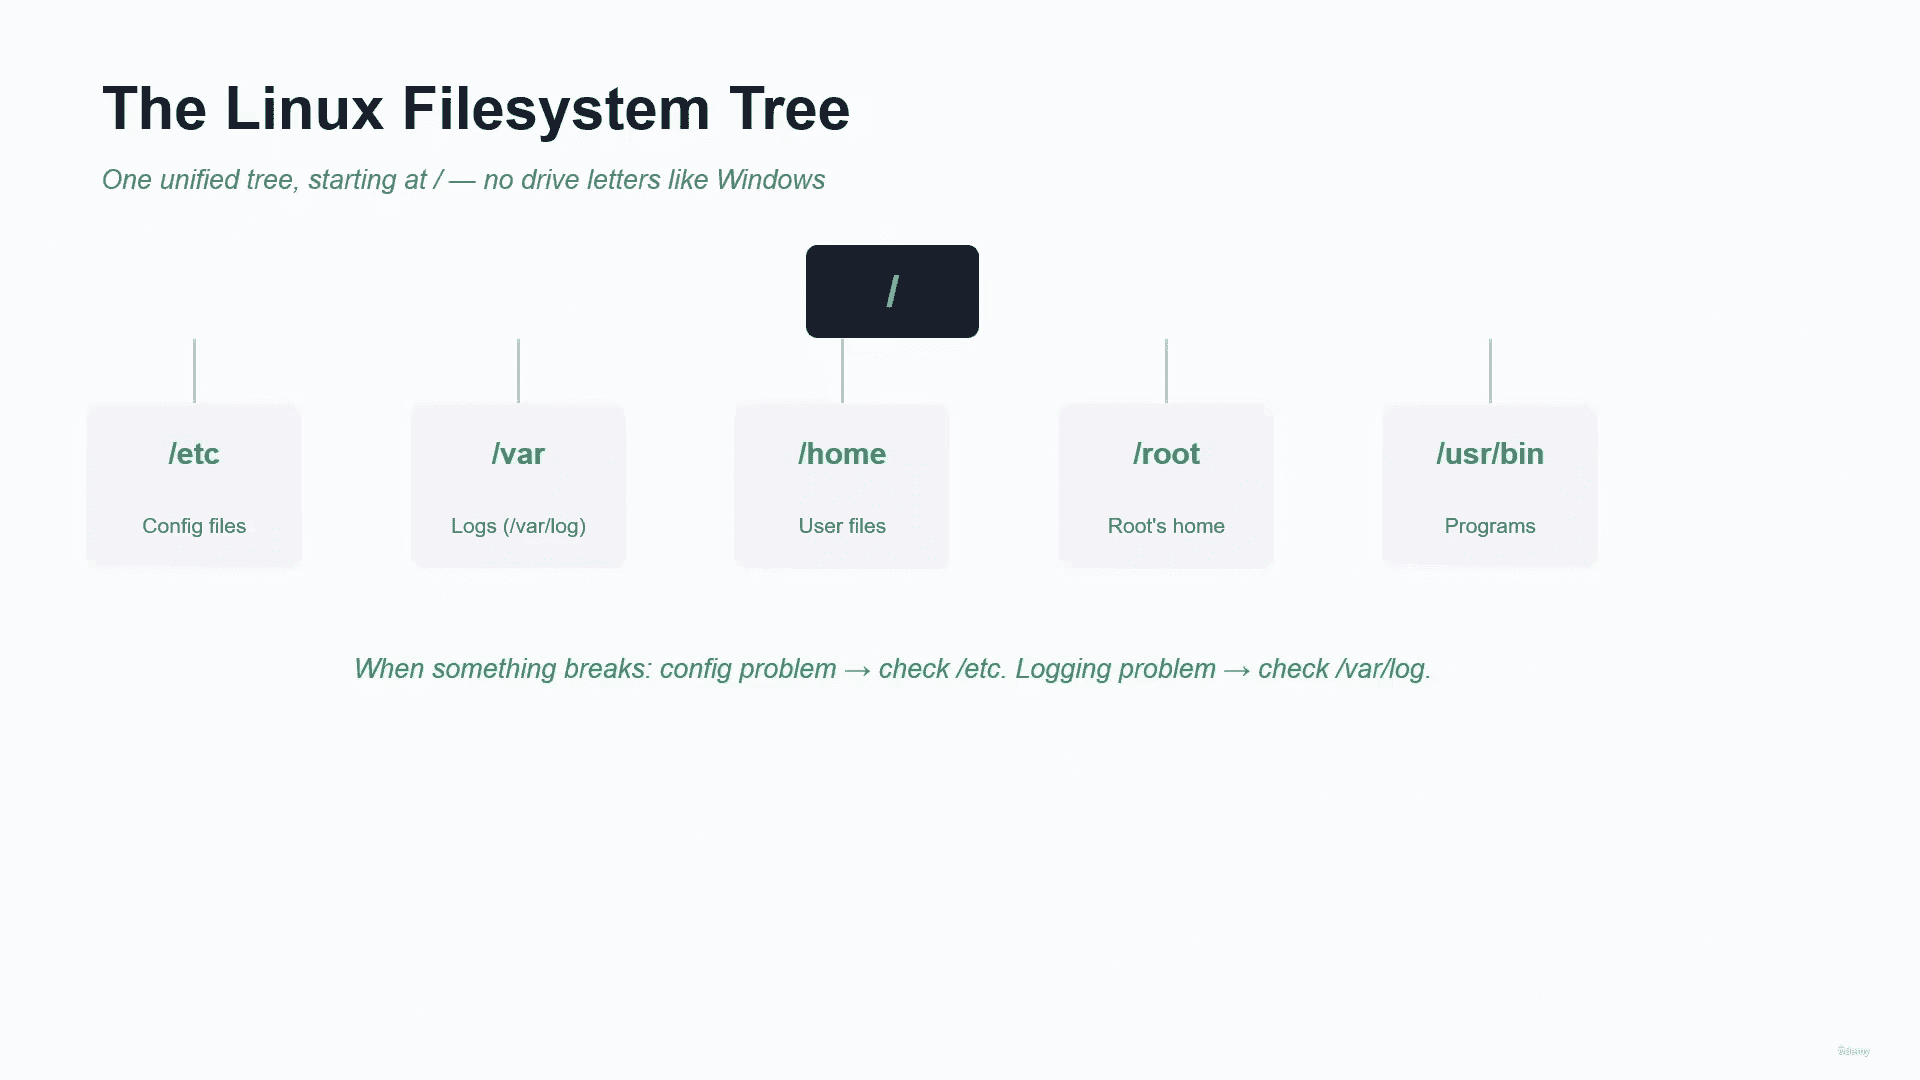 The Linux Filesystem Tree
One unified tree, starting at / — no drive letters like Windows
/
/etc
/var
/home
/root
/usr/bin
Config files
Logs (/var/log)
User files
Root's home
Programs
When something breaks: config problem → check /etc. Logging problem → check /var/log.
ûdemy